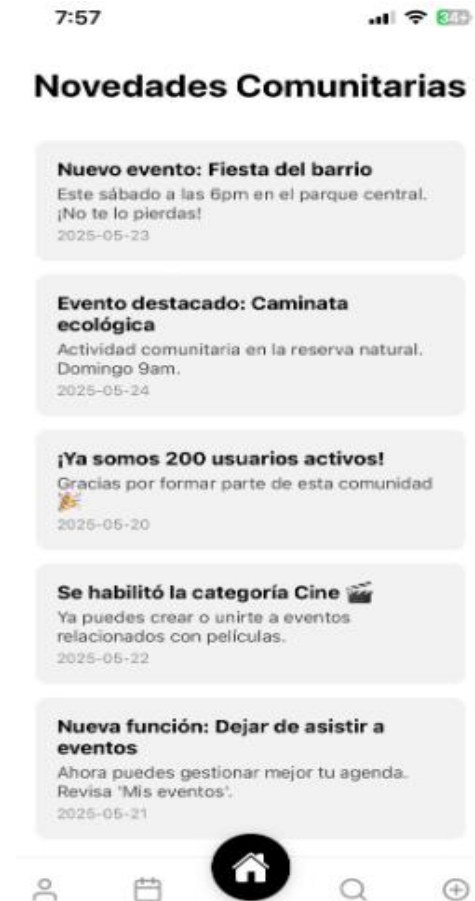 7:57
34+
Novedades Comunitarias
Nuevo evento: Fiesta del barrio
Este sábado a las 6pm en el parque central.
¡No te lo pierdas!
2025-05-23
Evento destacado: Caminata
ecológica
Actividad comunitaria en la reserva natural.
Domingo 9am.
2025-05-24
¡Ya somos 200 usuarios activos!
Gracias por formar parte de esta comunidad
🎉
2025-05-20
Se habilitó la categoría Cine 🎬
Ya puedes crear o unirte a eventos
relacionados con películas.
2025-05-22
Nueva función: Dejar de asistir a
eventos
Ahora puedes gestionar mejor tu agenda.
Revisa 'Mis eventos'.
2025-05-21